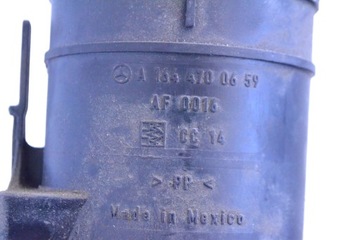 A 164 470 06 59
AF 0016
CC 14
> PP <
Made in Mexico